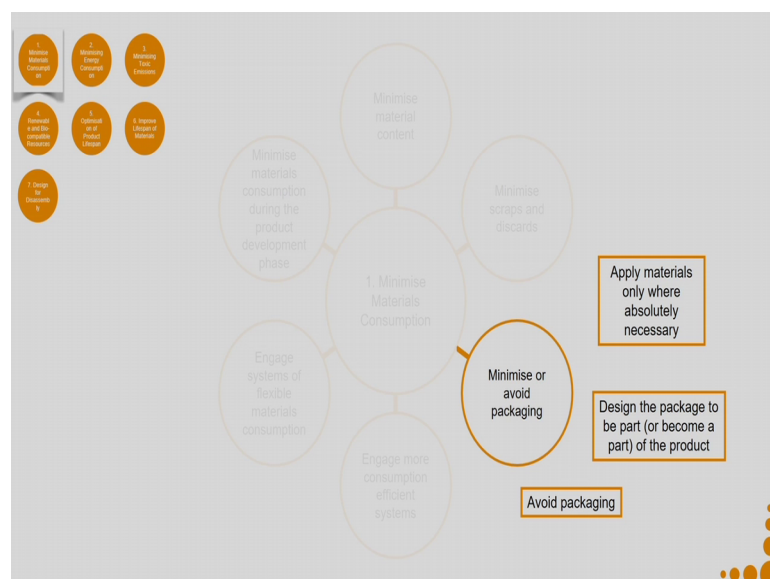 1.
Minimise
Materials
Consumpti
on
2.
Minimising
Energy
Consumpti
on
3.
Minimising
Toxic
Emissions
4.
Renewabl
e and Bio-
compatible
Resources
5.
Optimisati
on of
Product
Lifespan
6. Improve
Lifespan of
Materials
7. Design
for
Disassemb
ly
Minimise
material
content
Minimise
materials
consumption
during the
product
development
phase
Minimise
scraps and
discards
1. Minimise
Materials
Consumption
Apply materials
only where
absolutely
necessary
Engage
systems of
flexible
materials
consumption
Minimise or
avoid
packaging
Design the package to
be part (or become a
part) of the product
Engage more
consumption
efficient
systems
Avoid packaging